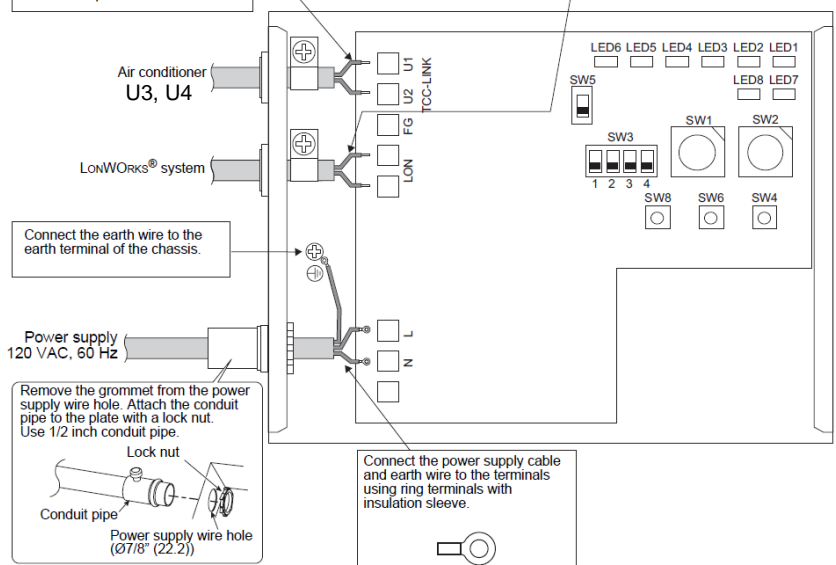 LED6 LED5 LED4 LED3 LED2 LED1
LED8 LED7
SW5
SW1
SW2
SW3
1 2 3 4
SW8
SW6
SW4
Air conditioner
U3, U4
U1
U2
TCC-LINK
FG
LONWORKS® system
LON
Connect the earth wire to the
earth terminal of the chassis.
Power supply
120 VAC, 60 Hz
L
N
Remove the grommet from the power
supply wire hole. Attach the conduit
pipe to the plate with a lock nut.
Use 1/2 inch conduit pipe.
Lock nut
Conduit pipe
Power supply wire hole
(Ø7/8" (22.2))
Connect the power supply cable
and earth wire to the terminals
using ring terminals with
insulation sleeve.